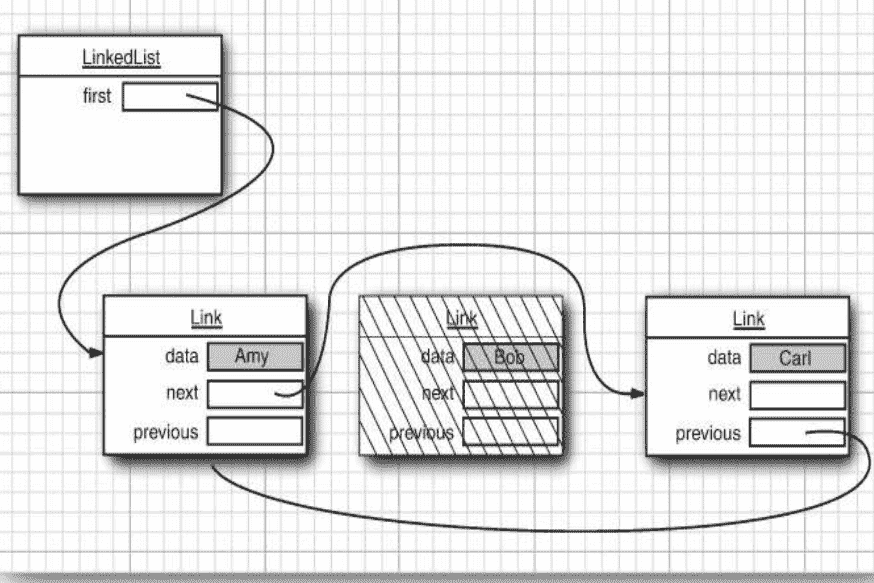 LinkedList
first
Link
data Amy
next
previous
Link
data Bob
next
previous
Link
data Carl
next
previous